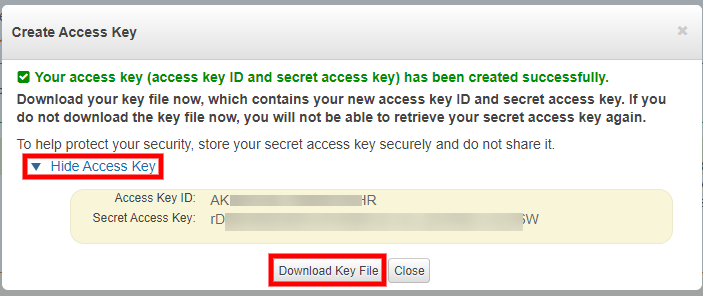 Create Access Key
Your access key (access key ID and secret access key) has been created successfully.
Download your key file now, which contains your new access key ID and secret access key. If you
do not download the key file now, you will not be able to retrieve your secret access key again.
To help protect your security, store your secret access key securely and do not share it.
Hide Access Key
Access Key ID: AK HR
Secret Access Key: rD SW
Download Key File Close